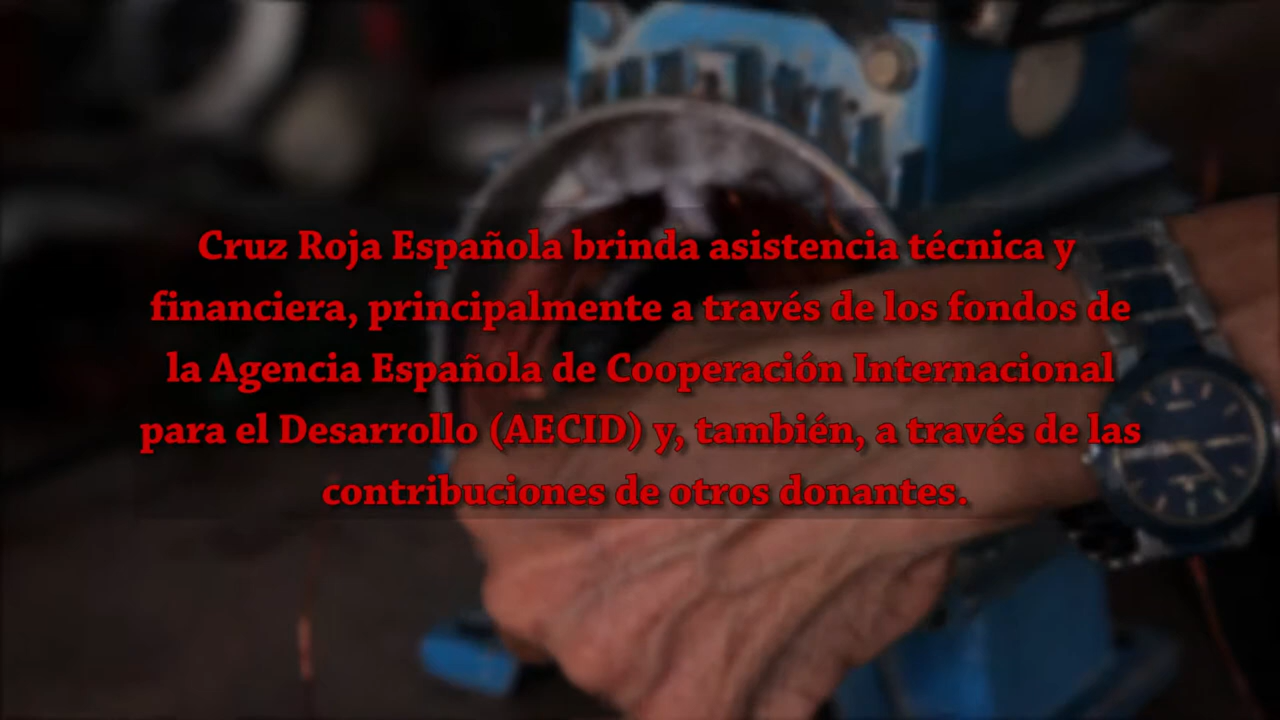 Cruz Roja Española brinda asistencia técnica y
financiera, principalmente a través de los fondos de
la Agencia Española de Cooperación Internacional
para el Desarrollo (AECID) y, también, a través de las
contribuciones de otros donantes.